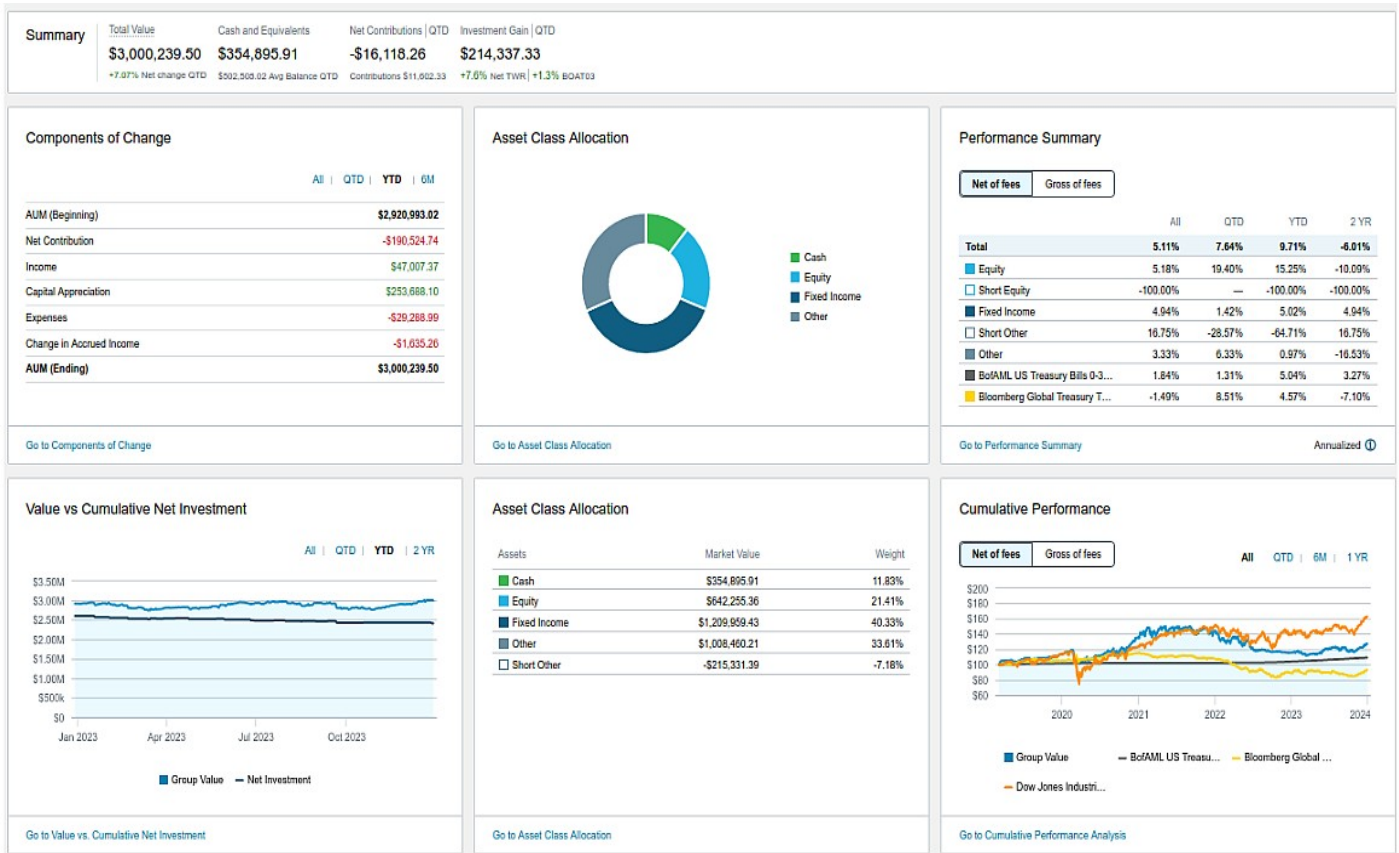 Summary
Total Value
Cash and Equivalents
Net Contributions | QTD
Investment Gain | QTD
$3,000,239.50
$354,895.91
-$16,118.26
$214,337.33
+7.07% Net change QTD
$502,508.02 Avg Balance QTD
Contributions $11,602.33
+7.6% Net TWR | +1.3% BOAT03
Components of Change
All | QTD | YTD | 6M
AUM (Beginning) $2,920,993.02
Net Contribution -$190,524.74
Income $47,007.37
Capital Appreciation $253,688.10
Expenses -$29,288.99
Change in Accrued Income -$1,635.26
AUM (Ending) $3,000,239.50
Go to Components of Change
Asset Class Allocation
Cash
Equity
Fixed Income
Other
Go to Asset Class Allocation
Performance Summary
Net of fees Gross of fees
All QTD YTD 2 YR
Total 5.11% 7.64% 9.71% -6.01%
Equity 5.18% 19.40% 15.25% -10.09%
Short Equity -100.00% — -100.00% -100.00%
Fixed Income 4.94% 1.42% 5.02% 4.94%
Short Other 16.75% -28.57% -64.71% 16.75%
Other 3.33% 6.33% 0.97% -16.53%
BofAML US Treasury Bills 0-3... 1.84% 1.31% 5.04% 3.27%
Bloomberg Global Treasury T... -1.49% 8.51% 4.57% -7.10%
Go to Performance Summary
Annualized
Value vs Cumulative Net Investment
All | QTD | YTD | 2 YR
$3.50M
$3.00M
$2.50M
$2.00M
$1.50M
$1.00M
$500k
$0
Jan 2023 Apr 2023 Jul 2023 Oct 2023
Group Value Net Investment
Go to Value vs. Cumulative Net Investment
Asset Class Allocation
Assets Market Value Weight
Cash $354,895.91 11.83%
Equity $642,255.36 21.41%
Fixed Income $1,209,959.43 40.33%
Other $1,008,460.21 33.61%
Short Other -$215,331.39 -7.18%
Go to Asset Class Allocation
Cumulative Performance
Net of fees Gross of fees
All QTD | 6M | 1 YR
$200
$180
$160
$140
$120
$100
$80
$60
2020 2021 2022 2023 2024
Group Value BofAML US Treasu... Bloomberg Global ...
Dow Jones Industri...
Go to Cumulative Performance Analysis